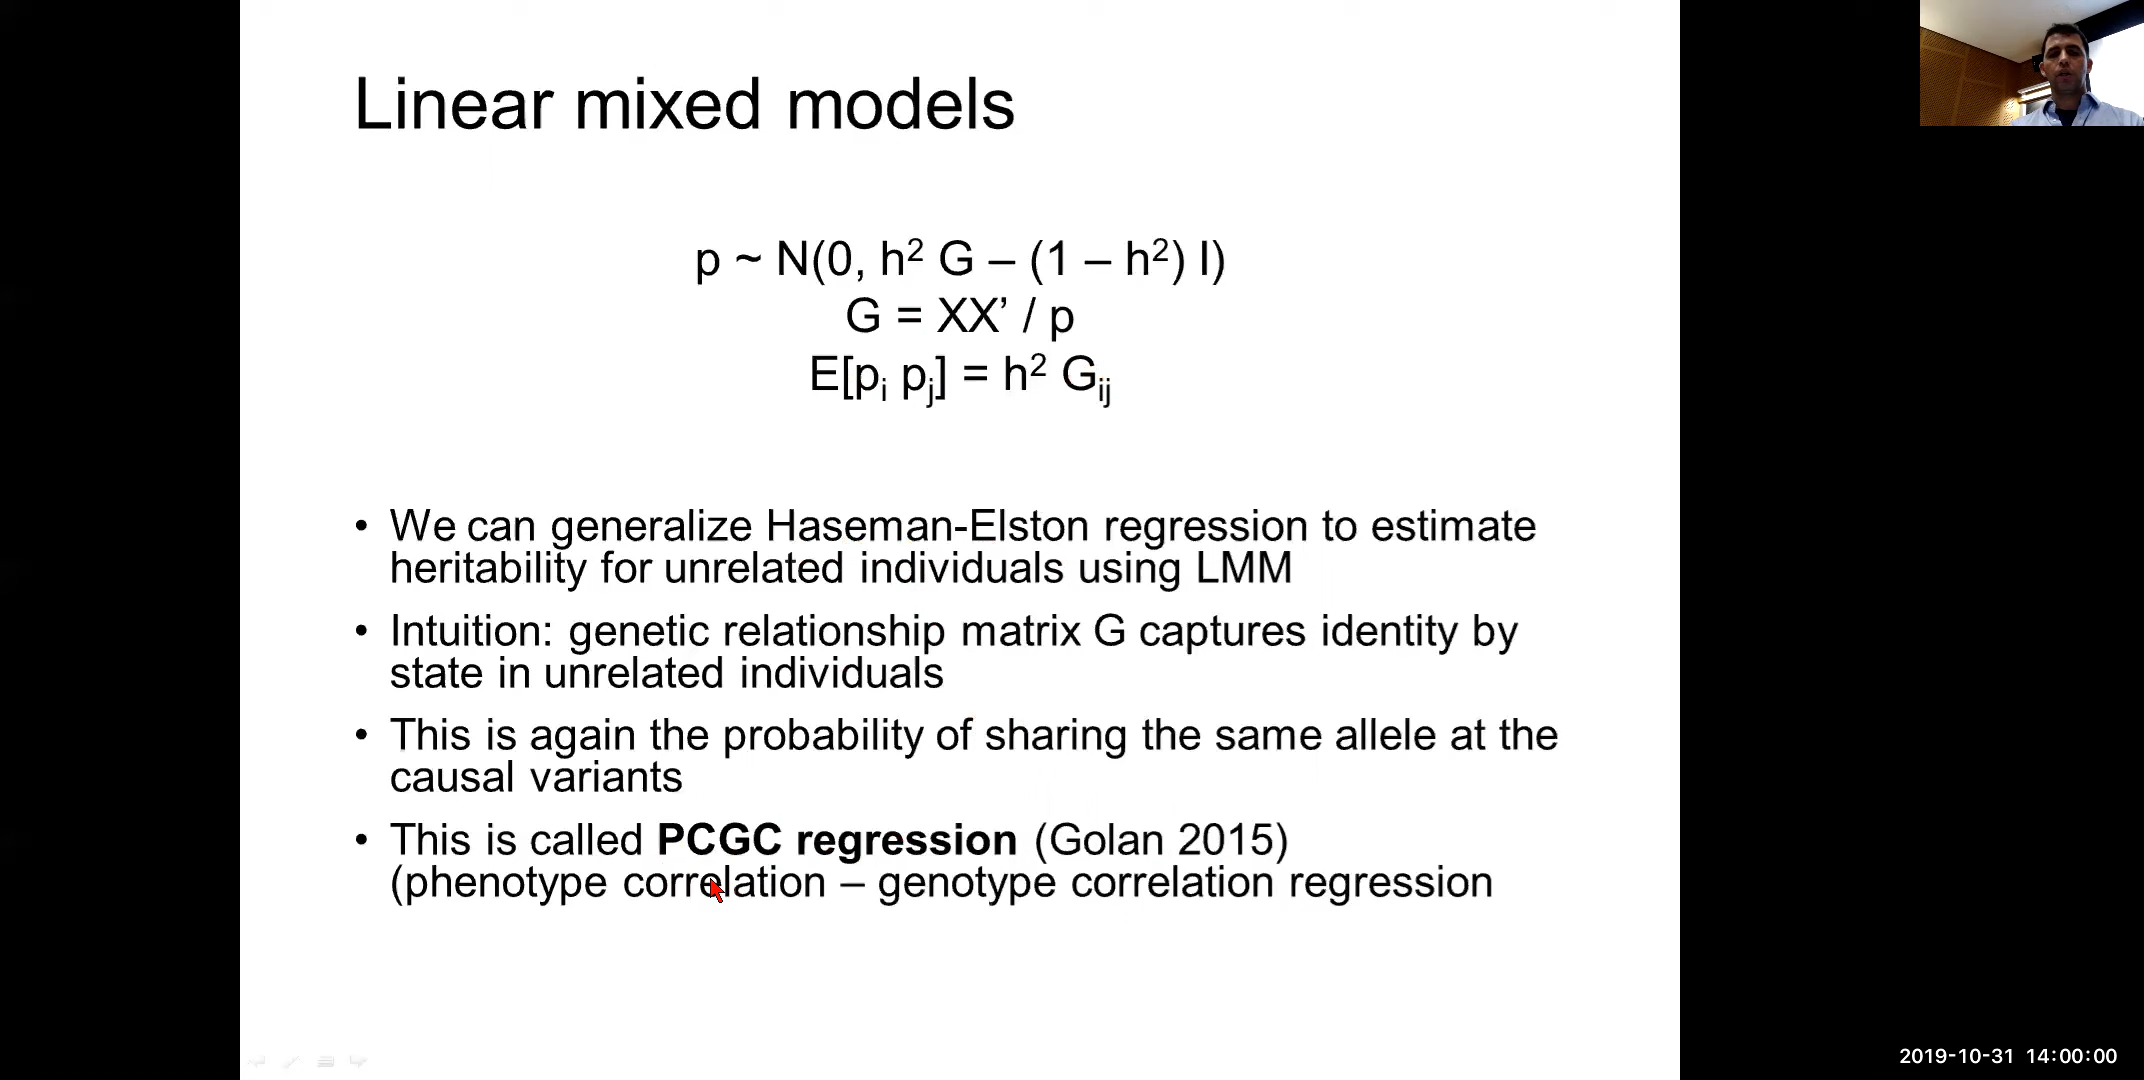 Linear mixed models
p ~ N(0, h² G – (1 – h²) I)
G = XX’ / p
E[pᵢ pⱼ] = h² Gᵢⱼ
• We can generalize Haseman-Elston regression to estimate
heritability for unrelated individuals using LMM
• Intuition: genetic relationship matrix G captures identity by
state in unrelated individuals
• This is again the probability of sharing the same allele at the
causal variants
• This is called PCGC regression (Golan 2015)
(phenotype correlation – genotype correlation regression
2019-10-31 14:00:00